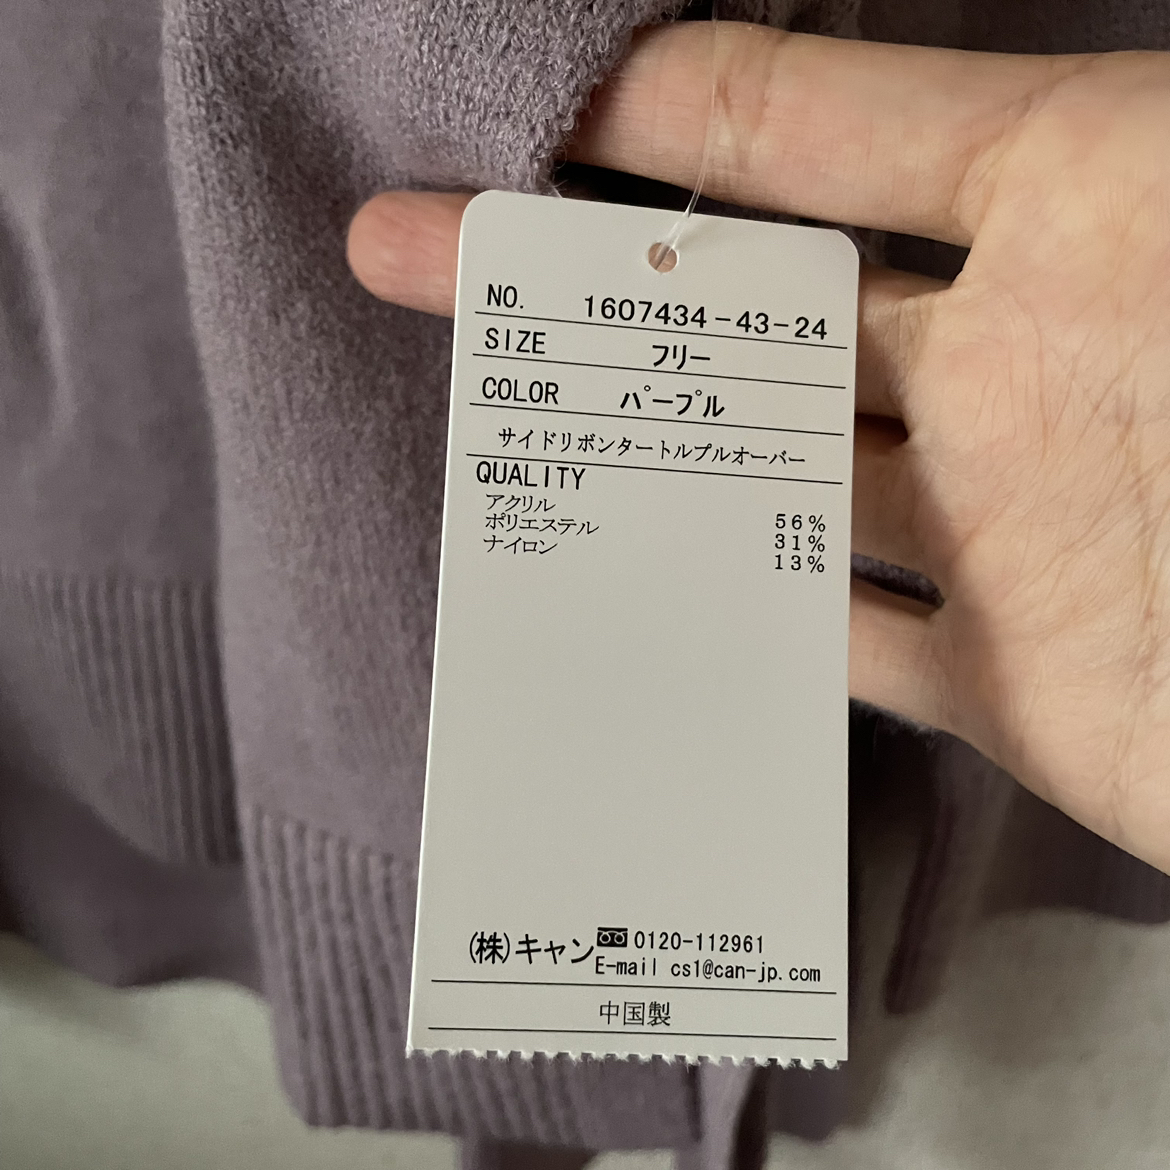 NO. 1607434-43-24
SIZE フリー
COLOR パープル
サイドリボンタートルプルオーバー
QUALITY
アクリル 56%
ポリエステル 31%
ナイロン 13%
(株)キャン 0120-112961
E-mail cs1@can-jp.com
中国製